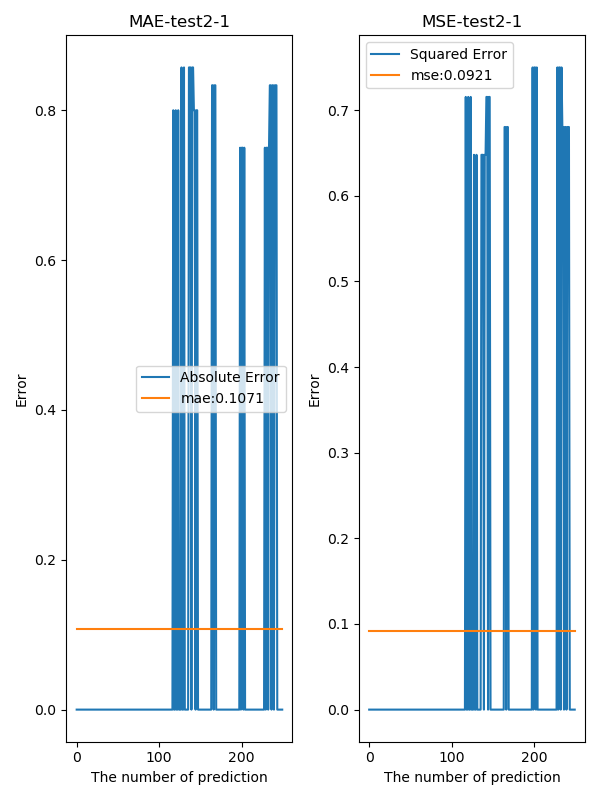 MAE-test2-1
0.8
0.6
0.4
0.2
0.0
Error
Absolute Error
mae:0.1071
0 100 200
The number of prediction
MSE-test2-1
Squared Error
mse:0.0921
0.7
0.6
0.5
0.4
0.3
0.2
0.1
0.0
Error
0 100 200
The number of prediction